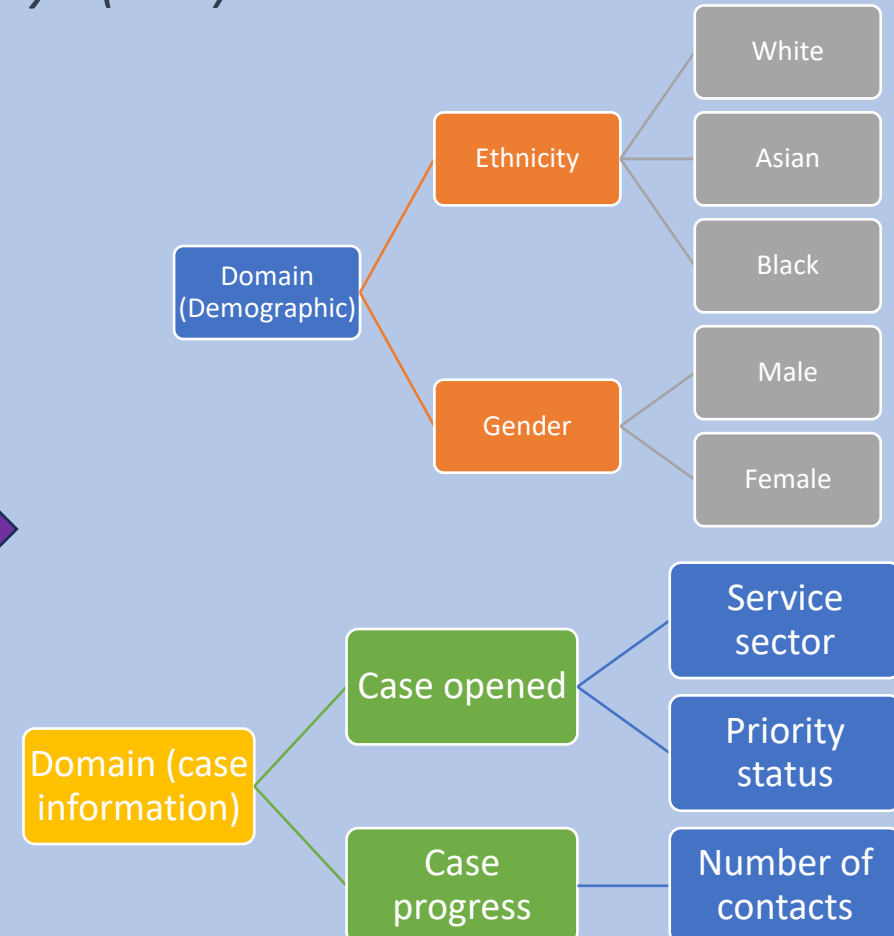 White
Ethnicity
Asian
Domain
(Demographic)
Black
Male
Gender
Female
Service
sector
Case opened
Priority
status
Domain (case
information)
Case
progress
Number of
contacts